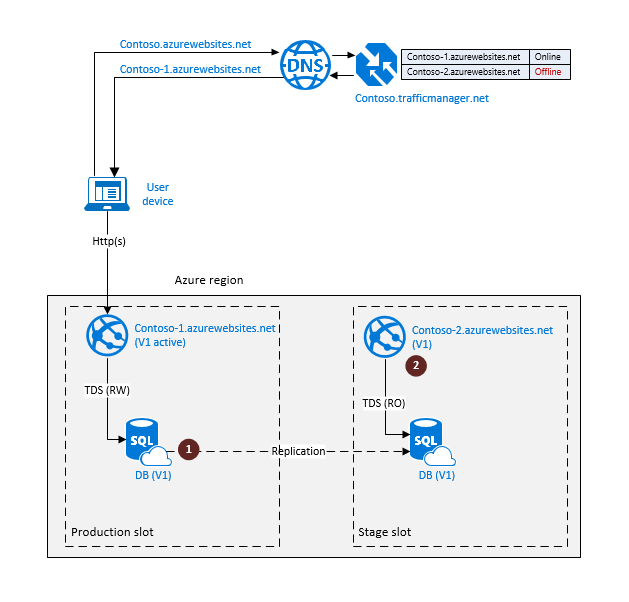 Contoso.azurewebsites.net
Contoso-1.azurewebsites.net
DNS
Contoso-1.azurewebsites.net Online
Contoso-2.azurewebsites.net Offline
Contoso.trafficmanager.net
User
device
Http(s)
Azure region
Contoso-1.azurewebsites.net
(V1 active)
Contoso-2.azurewebsites.net
(V1)
2
TDS (RW)
TDS (RO)
SQL
1
Replication
SQL
DB (V1)
DB (V1)
Production slot
Stage slot